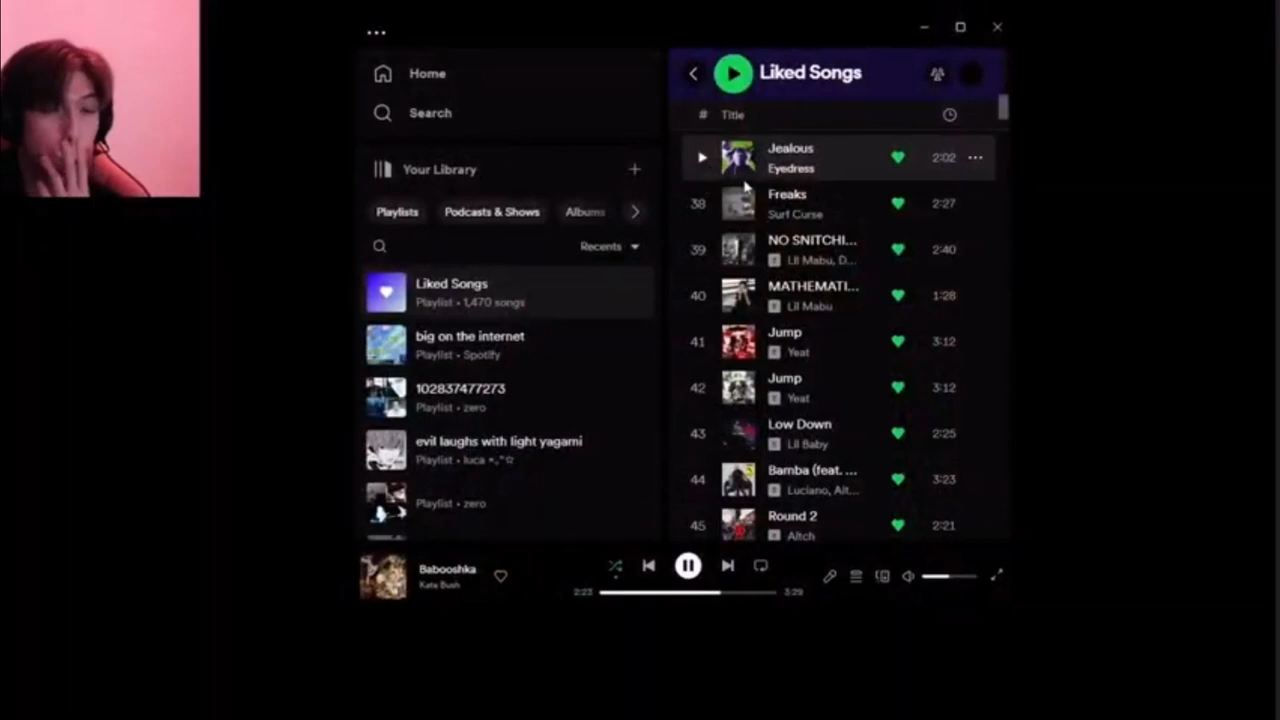 Home
Search
Your Library
Playlists
Podcasts & Shows
Albums
Recents
Liked Songs
Playlist • 1,470 songs
big on the internet
Playlist • Spotify
102837477273
Playlist • zero
evil laughs with light yagami
Playlist • luca
Playlist • zero
Liked Songs
# Title
Jealous
Eyedress
2:02
38 Freaks
Surf Curse
2:27
39 NO SNITCHI...
E Lil Mabu, D...
2:40
40 MATHEMATI...
E Lil Mabu
1:28
41 Jump
E Yeat
3:12
42 Jump
E Yeat
3:12
43 Low Down
E Lil Baby
2:25
44 Bamba (feat. ...
E Luciano, Ait...
3:23
45 Round 2
E Aitch
2:21
Babooshka
Kate Bush
2:23
3:29